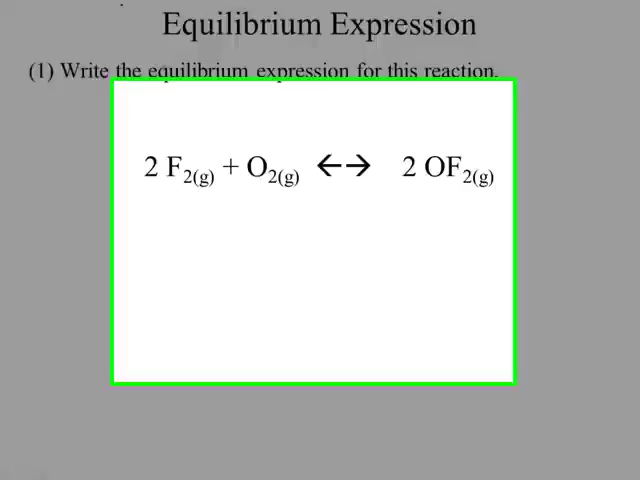 Equilibrium Expression
(1) Write the equilibrium expression for this reaction.
2 F₂(g) + O₂(g) ←→ 2 OF₂(g)